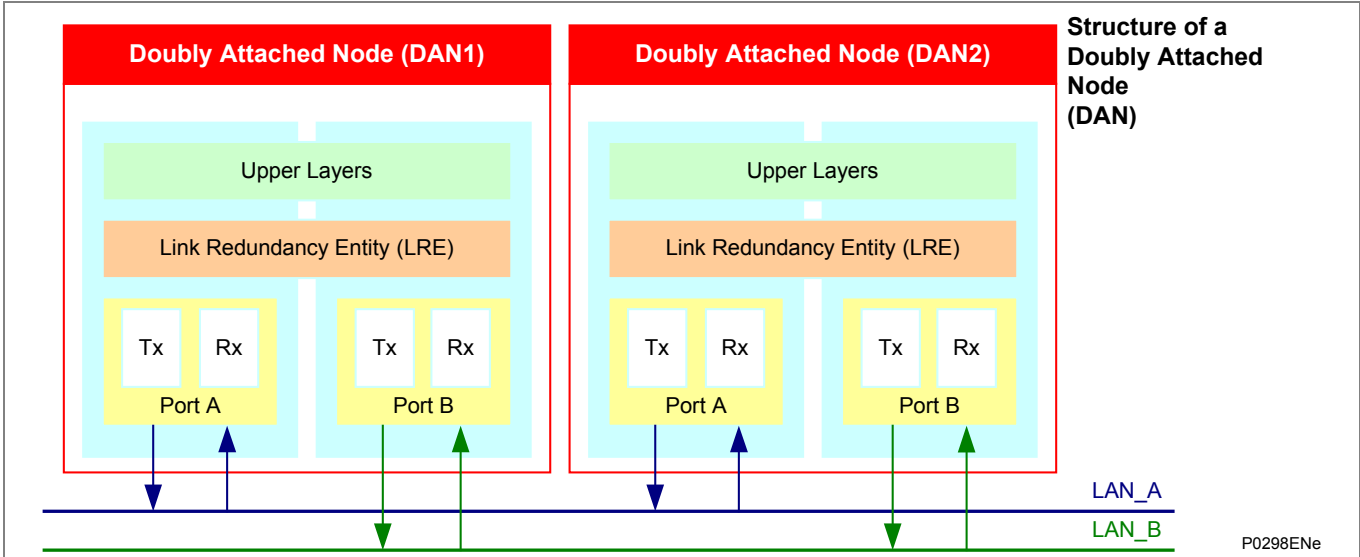 Doubly Attached Node (DAN1)
Doubly Attached Node (DAN2)
Structure of a
Doubly Attached
Node
(DAN)
Upper Layers
Upper Layers
Link Redundancy Entity (LRE)
Link Redundancy Entity (LRE)
Tx Rx Tx Rx
Tx Rx Tx Rx
Port A Port B
Port A Port B
LAN_A
LAN_B
P0298ENe